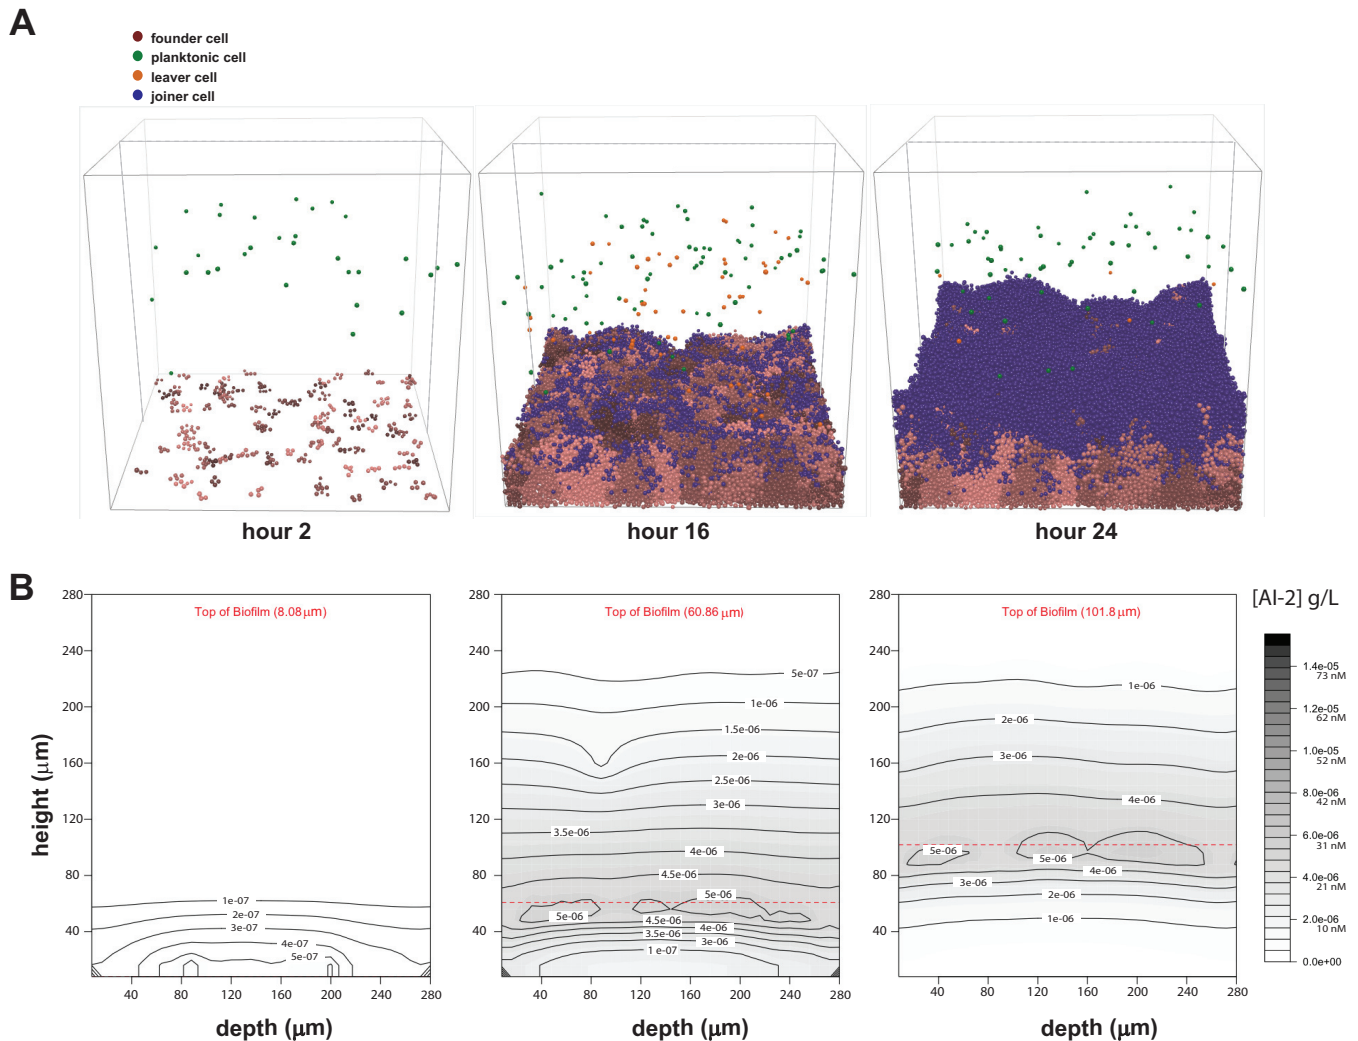 A
founder cell
planktonic cell
leaver cell
joiner cell
hour 2
hour 16
hour 24
B
height (μm)
280
240
200
160
120
80
40
Top of Biofilm (8.08 μm)
1e-07
2e-07
3e-07
4e-07
5e-07
40 80 120 160 200 240 280
depth (μm)
280
240
200
160
120
80
40
Top of Biofilm (60.86 μm)
5e-07
1e-06
1.5e-06
2e-06
2.5e-06
3e-06
3.5e-06
4e-06
4.5e-06
5e-06
5e-06
4.5e-06
4e-06
3.5e-06
3e-06
1e-07
40 80 120 160 200 240 280
depth (μm)
280
240
200
160
120
80
40
Top of Biofilm (101.8 μm)
1e-06
2e-06
3e-06
4e-06
5e-06
5e-06
4e-06
3e-06
2e-06
1e-06
40 80 120 160 200 240 280
depth (μm)
[AI-2] g/L
1.4e-05
73 nM
1.2e-05
62 nM
1.0e-05
52 nM
8.0e-06
42 nM
6.0e-06
31 nM
4.0e-06
21 nM
2.0e-06
10 nM
0.0e+00